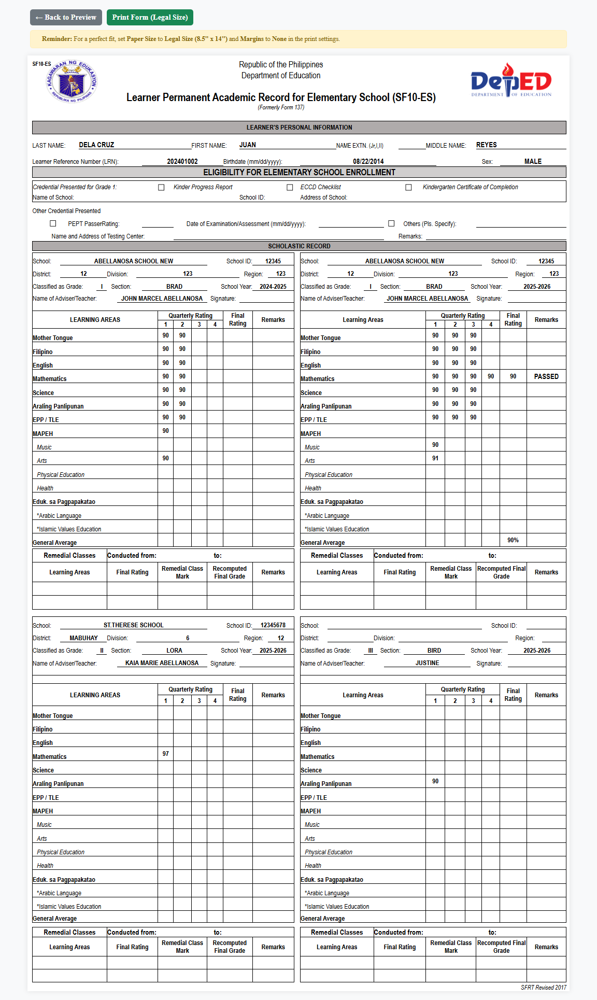 ← Back to Preview Print Form (Legal Size)
Reminder: For a perfect fit, set Paper Size to Legal Size (8.5" x 14") and Margins to None in the print settings.
SF10-ES
KAGAWARAN NG EDUKASYON
REPUBLIKA NG PILIPINAS
Republic of the Philippines
Department of Education
DepED
DEPARTMENT OF EDUCATION
Learner Permanent Academic Record for Elementary School (SF10-ES)
(Formerly Form 137)
LEARNER'S PERSONAL INFORMATION
LAST NAME: DELA CRUZ FIRST NAME: JUAN NAME EXTN. (Jr,I,II) MIDDLE NAME: REYES
Learner Reference Number (LRN): 202401002 Birthdate (mm/dd/yyyy): 08/22/2014 Sex: MALE
ELIGIBILITY FOR ELEMENTARY SCHOOL ENROLLMENT
Credential Presented for Grade 1: Kinder Progress Report ECCD Checklist Kindergarten Certificate of Completion
Name of School: School ID: Address of School:
Other Credential Presented
PEPT PasserRating: Date of Examination/Assessment (mm/dd/yyyy): Others (Pls. Specify):
Name and Address of Testing Center: Remarks:
SCHOLASTIC RECORD
School: ABELLANOSA SCHOOL NEW School ID: 12345
District: 12 Division: 123 Region: 123
Classified as Grade: I Section: BRAD School Year: 2024-2025
Name of Adviser/Teacher: JOHN MARCEL ABELLANOSA Signature:
LEARNING AREAS Quarterly Rating Final Rating Remarks
1 2 3 4
Mother Tongue 90 90
Filipino 90 90
English 90 90
Mathematics 90 90
Science 90 90
Araling Panlipunan 90 90
EPP / TLE 90 90
MAPEH 90
Music
Arts 90
Physical Education
Health
Eduk. sa Pagpapakatao
*Arabic Language
*Islamic Values Education
General Average
Remedial Classes Conducted from: to:
Learning Areas Final Rating Remedial Class Mark Recomputed Final Grade Remarks
School: ABELLANOSA SCHOOL NEW School ID: 12345
District: 12 Division: 123 Region: 123
Classified as Grade: I Section: BRAD School Year: 2025-2026
Name of Adviser/Teacher: JOHN MARCEL ABELLANOSA Signature:
Learning Areas Quarterly Rating Final Rating Remarks
1 2 3 4
Mother Tongue 90 90 90
Filipino 90 90 90
English 90 90 90
Mathematics 90 90 90 90 90 PASSED
Science 90 90 90
Araling Panlipunan 90 90 90
EPP / TLE 90 90 90
MAPEH
Music 90
Arts 91
Physical Education
Health
Eduk. sa Pagpapakatao
*Arabic Language
*Islamic Values Education
General Average 90%
Remedial Classes Conducted from: to:
Learning Areas Final Rating Remedial Class Mark Recomputed Final Grade Remarks
School: ST.THERESE SCHOOL School ID: 12345678
District: MABUHAY Division: 6 Region: 12
Classified as Grade: II Section: LORA School Year: 2025-2026
Name of Adviser/Teacher: KAIA MARIE ABELLANOSA Signature:
LEARNING AREAS Quarterly Rating Final Rating Remarks
1 2 3 4
Mother Tongue
Filipino
English
Mathematics 97
Science
Araling Panlipunan
EPP / TLE
MAPEH
Music
Arts
Physical Education
Health
Eduk. sa Pagpapakatao
*Arabic Language
*Islamic Values Education
General Average
Remedial Classes Conducted from: to:
Learning Areas Final Rating Remedial Class Mark Recomputed Final Grade Remarks
School: School ID:
District: Division: Region:
Classified as Grade: III Section: BIRD School Year: 2025-2026
Name of Adviser/Teacher: JUSTINE Signature:
Learning Areas Quarterly Rating Final Rating Remarks
1 2 3 4
Mother Tongue
Filipino
English
Mathematics
Science
Araling Panlipunan 90
EPP / TLE
MAPEH
Music
Arts
Physical Education
Health
Eduk. sa Pagpapakatao
*Arabic Language
*Islamic Values Education
General Average
Remedial Classes Conducted from: to:
Learning Areas Final Rating Remedial Class Mark Recomputed Final Grade Remarks
SFRT Revised 2017